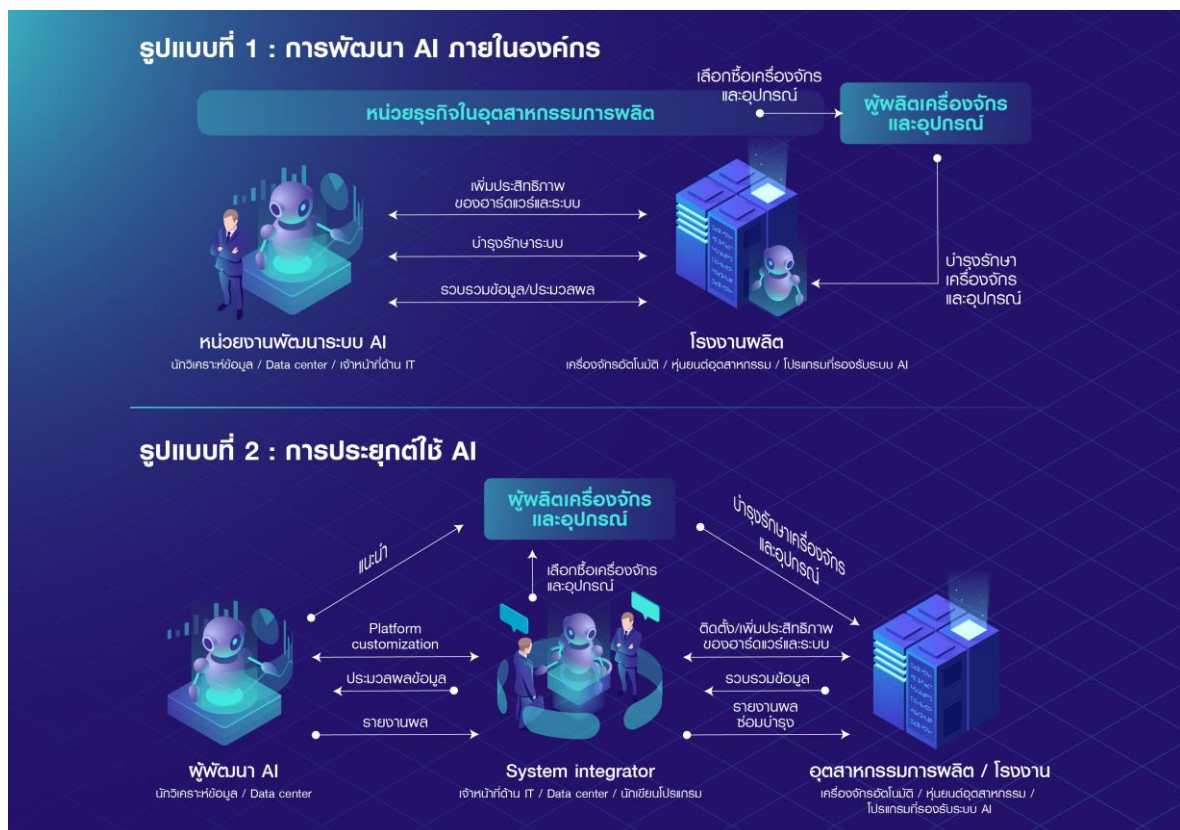 รูปแบบที่ 1 : การพัฒนา AI ภายในองค์กร
เลือกซื้อเครื่องจักร
และอุปกรณ์
หน่วยธุรกิจในอุตสาหกรรมการผลิต
ผู้ผลิตเครื่องจักร
และอุปกรณ์
เพิ่มประสิทธิภาพ
ของฮาร์ดแวร์และระบบ
บำรุงรักษาระบบ
รวบรวมข้อมูล/ประมวลผล
บำรุงรักษา
เครื่องจักร
และอุปกรณ์
หน่วยงานพัฒนาระบบ AI
นักวิเคราะห์ข้อมูล / Data center / เจ้าหน้าที่ด้าน IT
โรงงานผลิต
เครื่องจักรอัตโนมัติ / หุ่นยนต์อุตสาหกรรม / โปรแกรมที่รองรับระบบ AI
รูปแบบที่ 2 : การประยุกต์ใช้ AI
ผู้ผลิตเครื่องจักร
และอุปกรณ์
แนะนำ
เลือกซื้อเครื่องจักร
และอุปกรณ์
บำรุงรักษาเครื่องจักร
และอุปกรณ์
Platform
customization
ประมวลผลข้อมูล
รายงานผล
ติดตั้ง/เพิ่มประสิทธิภาพ
ของฮาร์ดแวร์และระบบ
รวบรวมข้อมูล
รายงานผล
ซ่อมบำรุง
ผู้พัฒนา AI
นักวิเคราะห์ข้อมูล / Data center
System integrator
เจ้าหน้าที่ด้าน IT / Data center / นักเขียนโปรแกรม
อุตสาหกรรมการผลิต / โรงงาน
เครื่องจักรอัตโนมัติ / หุ่นยนต์อุตสาหกรรม /
โปรแกรมที่รองรับระบบ AI